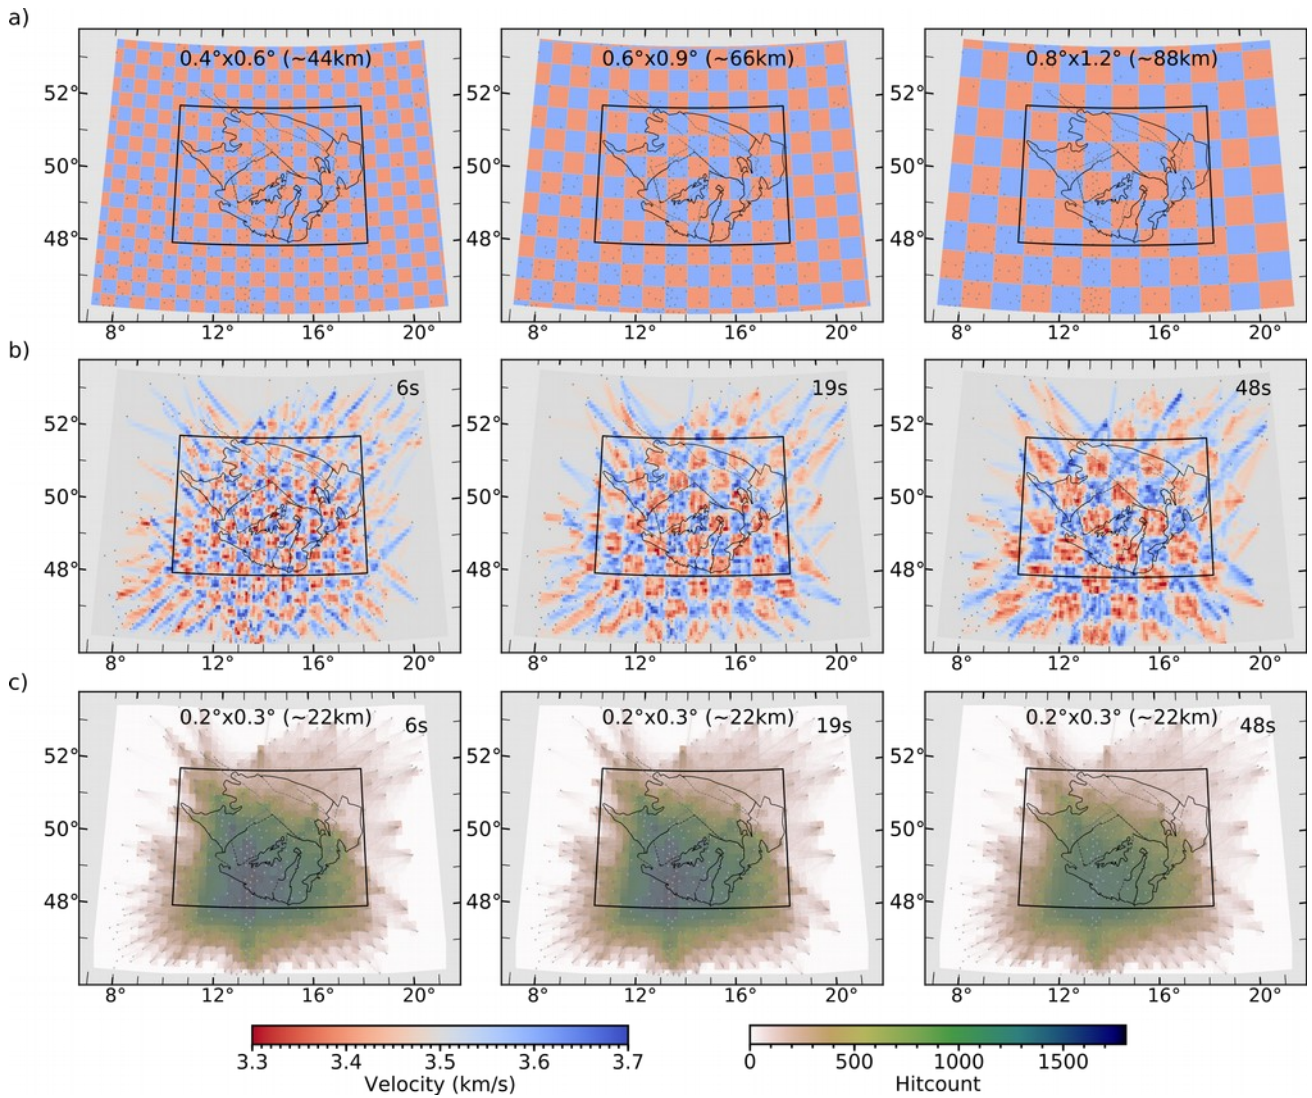 a)
0.4°x0.6° (~44km)
0.6°x0.9° (~66km)
0.8°x1.2° (~88km)
52°
50°
48°
52°
50°
48°
52°
50°
48°
8° 12° 16° 20°
8° 12° 16° 20°
8° 12° 16° 20°
b)
6s
19s
48s
52°
50°
48°
52°
50°
48°
52°
50°
48°
8° 12° 16° 20°
8° 12° 16° 20°
8° 12° 16° 20°
c)
0.2°x0.3° (~22km)
6s
0.2°x0.3° (~22km)
19s
0.2°x0.3° (~22km)
48s
52°
50°
48°
52°
50°
48°
52°
50°
48°
8° 12° 16° 20°
8° 12° 16° 20°
8° 12° 16° 20°
3.3 3.4 3.5 3.6 3.7
Velocity (km/s)
0 500 1000 1500
Hitcount